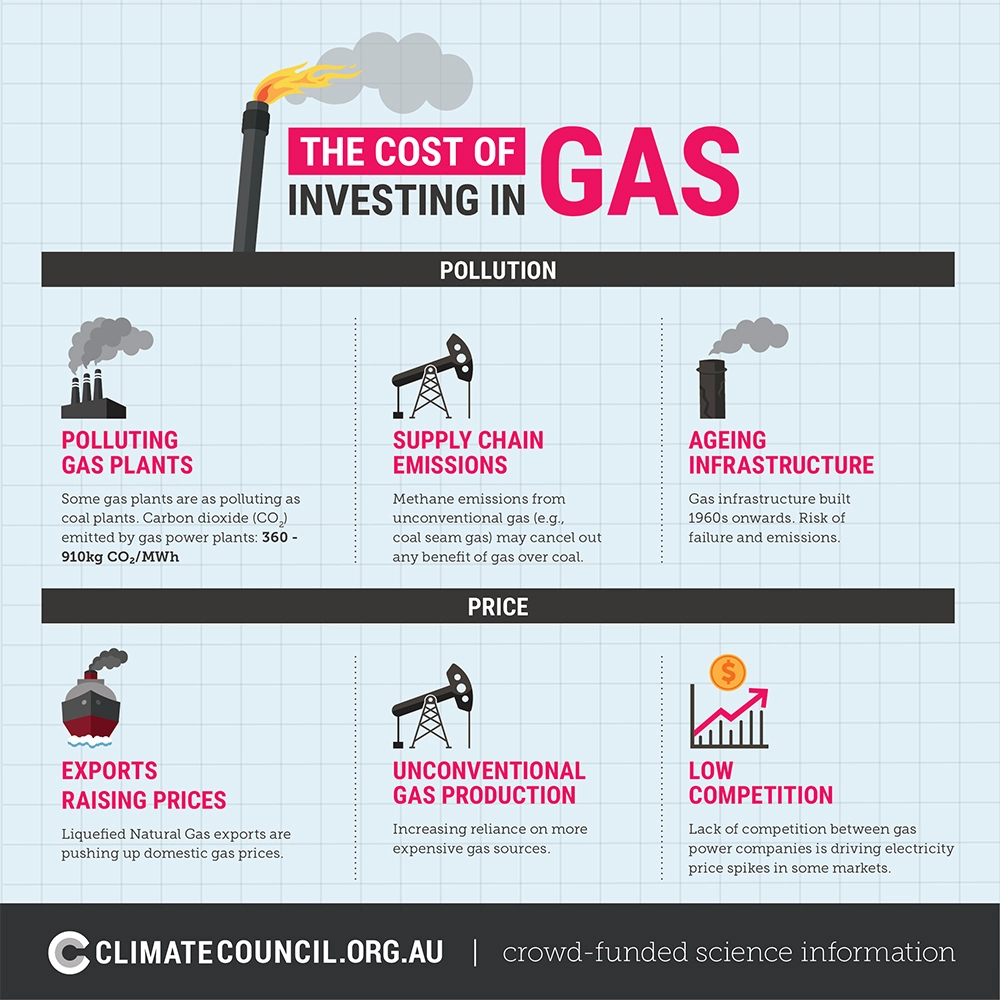 THE COST OF
INVESTING IN
GAS
POLLUTION
POLLUTING
GAS PLANTS
Some gas plants are as polluting as
coal plants. Carbon dioxide (CO₂)
emitted by gas power plants: 360 -
910kg CO₂/MWh
SUPPLY CHAIN
EMISSIONS
Methane emissions from
unconventional gas (e.g.,
coal seam gas) may cancel out
any benefit of gas over coal.
AGEING
INFRASTRUCTURE
Gas infrastructure built
1960s onwards. Risk of
failure and emissions.
PRICE
EXPORTS
RAISING PRICES
Liquefied Natural Gas exports are
pushing up domestic gas prices.
UNCONVENTIONAL
GAS PRODUCTION
Increasing reliance on more
expensive gas sources.
$
LOW
COMPETITION
Lack of competition between gas
power companies is driving electricity
price spikes in some markets.
CLIMATECOUNCIL.ORG.AU | crowd-funded science information